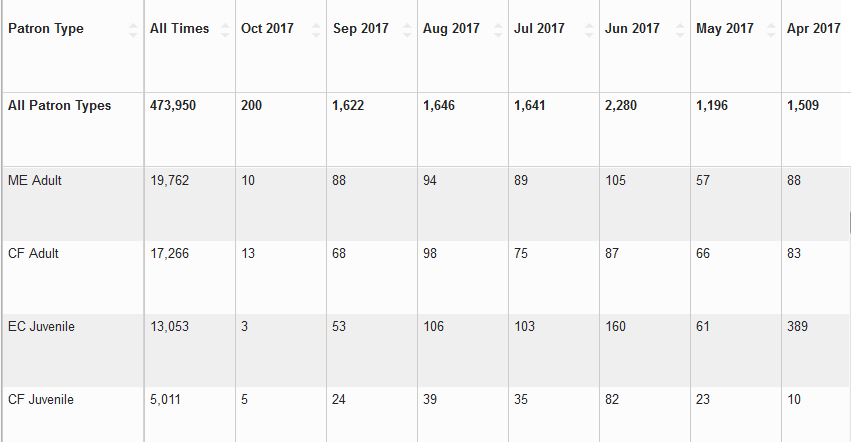 Patron Type All Times Oct 2017 Sep 2017 Aug 2017 Jul 2017 Jun 2017 May 2017 Apr 2017
All Patron Types 473,950 200 1,622 1,646 1,641 2,280 1,196 1,509
ME Adult 19,762 10 88 94 89 105 57 88
CF Adult 17,266 13 68 98 75 87 66 83
EC Juvenile 13,053 3 53 106 103 160 61 389
CF Juvenile 5,011 5 24 39 35 82 23 10